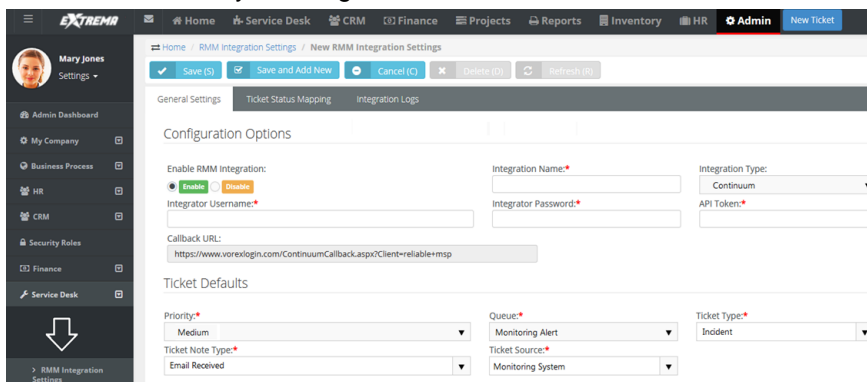 EXTREMA
Home
Service Desk
CRM
Finance
Projects
Reports
Inventory
HR
Admin
New Ticket
Mary Jones
Settings
Home / RMM Integration Settings / New RMM Integration Settings
Save (S)
Save and Add New
Cancel (C)
Delete (D)
Refresh (R)
General Settings
Ticket Status Mapping
Integration Logs
Admin Dashboard
My Company
Business Process
HR
CRM
Security Roles
Finance
Service Desk
RMM Integration
Settings
Configuration Options
Enable RMM Integration:
Enable
Disable
Integration Name:*
Integration Type:
Continuum
Integrator Username:*
Integrator Password:*
API Token:*
Callback URL:
https://www.vorexlogin.com/ContinuumCallback.aspx?Client=reliable+msp
Ticket Defaults
Priority:*
Medium
Queue:*
Monitoring Alert
Ticket Type:*
Incident
Ticket Note Type:*
Email Received
Ticket Source:*
Monitoring System